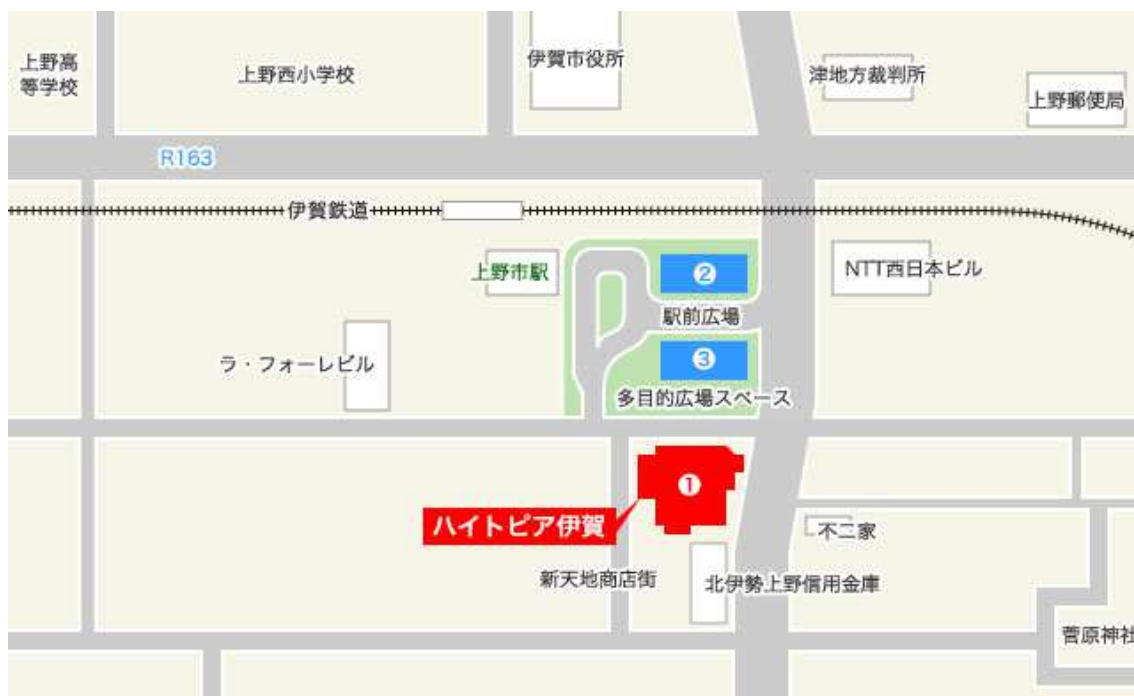 上野高
等学校
上野西小学校
伊賀市役所
津地方裁判所
上野郵便局
R163
伊賀鉄道
上野市駅
②
NTT西日本ビル
駅前広場
ラ・フォーレビル
③
多目的広場スペース
①
ハイトピア伊賀
不二家
新天地商店街
北伊勢上野信用金庫
菅原神社